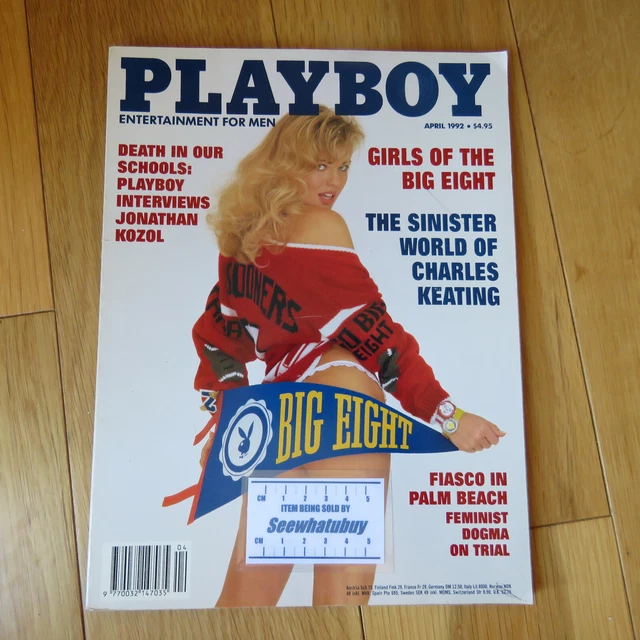 PLAYBOY
ENTERTAINMENT FOR MEN
APRIL 1992 • $4.95
DEATH IN OUR
SCHOOLS:
PLAYBOY
INTERVIEWS
JONATHAN
KOZOL
GIRLS OF THE
BIG EIGHT
THE SINISTER
WORLD OF
CHARLES
KEATING
SOONERS
BIG
EIGHT
BIG EIGHT
FIASCO IN
PALM BEACH
FEMINIST
DOGMA
ON TRIAL
CM 1 2 3 4 5
ITEM BEING SOLD BY
Seewhatubuy
CM 1 2 3 4 5
04
9 770032 147035